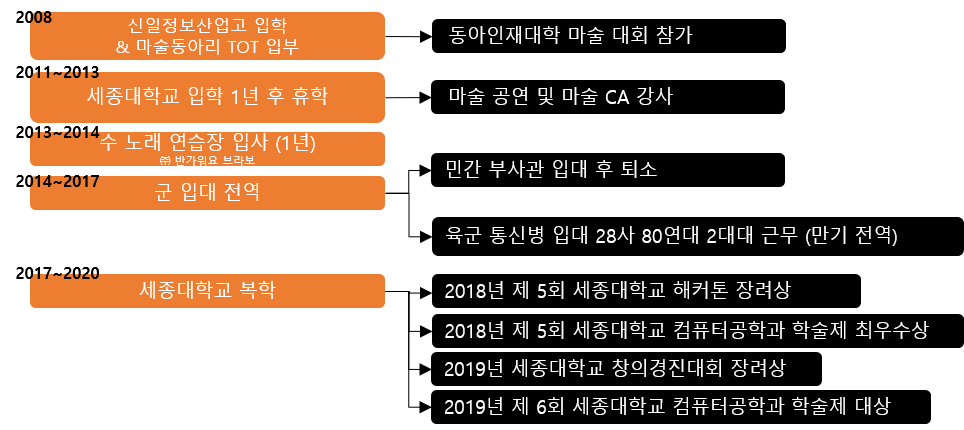 2008
신일정보산업고 입학
& 마술동아리 TOT 입부
동아인재대학 마술 대회 참가
2011~2013
세종대학교 입학 1년 후 휴학
마술 공연 및 마술 CA 강사
2013~2014
수 노래 연습장 입사 (1년)
㈜ 반가워요 브라보
2014~2017
군 입대 전역
민간 부사관 입대 후 퇴소
육군 통신병 입대 28사 80연대 2대대 근무 (만기 전역)
2017~2020
세종대학교 복학
2018년 제 5회 세종대학교 해커톤 장려상
2018년 제 5회 세종대학교 컴퓨터공학과 학술제 최우수상
2019년 세종대학교 창의경진대회 장려상
2019년 제 6회 세종대학교 컴퓨터공학과 학술제 대상